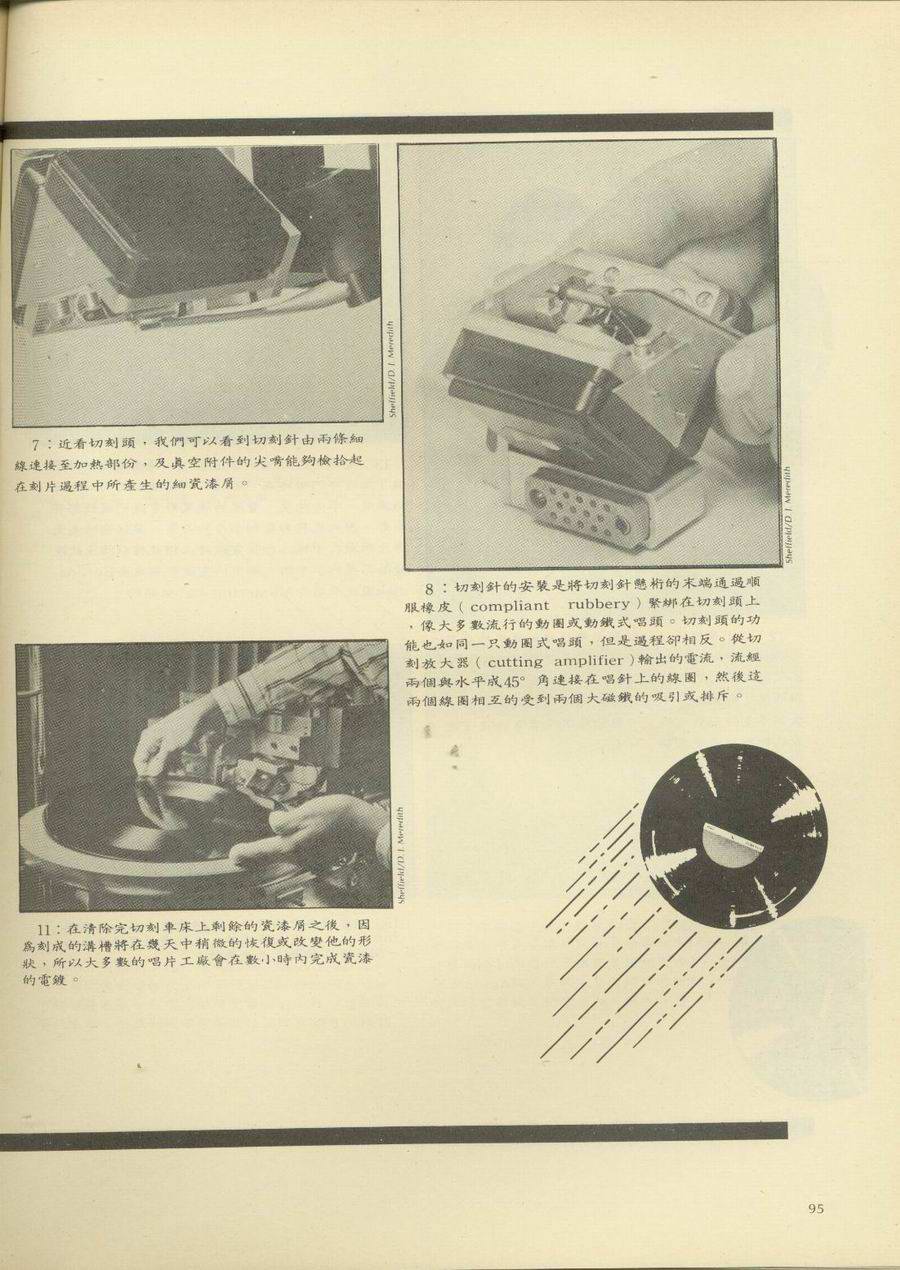 Sheffield/D. I. Meredith
7：近看切刻頭，我們可以看到切刻針由兩條細
線連接至加熱部份，及真空附件的尖嘴能夠檢拾起
在刻片過程中所產生的細瓷漆屑。
Sheffield/D. I. Meredith
8：切刻針的安裝是將切刻針懸桁的末端通過順
服橡皮（compliant rubbery）緊綁在切刻頭上
，像大多數流行的動圈或動鐵式唱頭。切刻頭的功
能也如同一只動圈式唱頭，但是過程卻相反。從切
刻放大器（cutting amplifier）輸出的電流，流經
兩個與水平成45°角連接在唱針上的線圈，然後這
兩個線圈相互的受到兩個大磁鐵的吸引或排斥。
Sheffield/D. I. Meredith
11：在清除完切刻車床上剩餘的瓷漆屑之後，因
為刻成的溝槽將在幾天中稍微的恢復或改變他的形
狀，所以大多數的唱片工廠會在數小時內完成瓷漆
的電鍍。
95